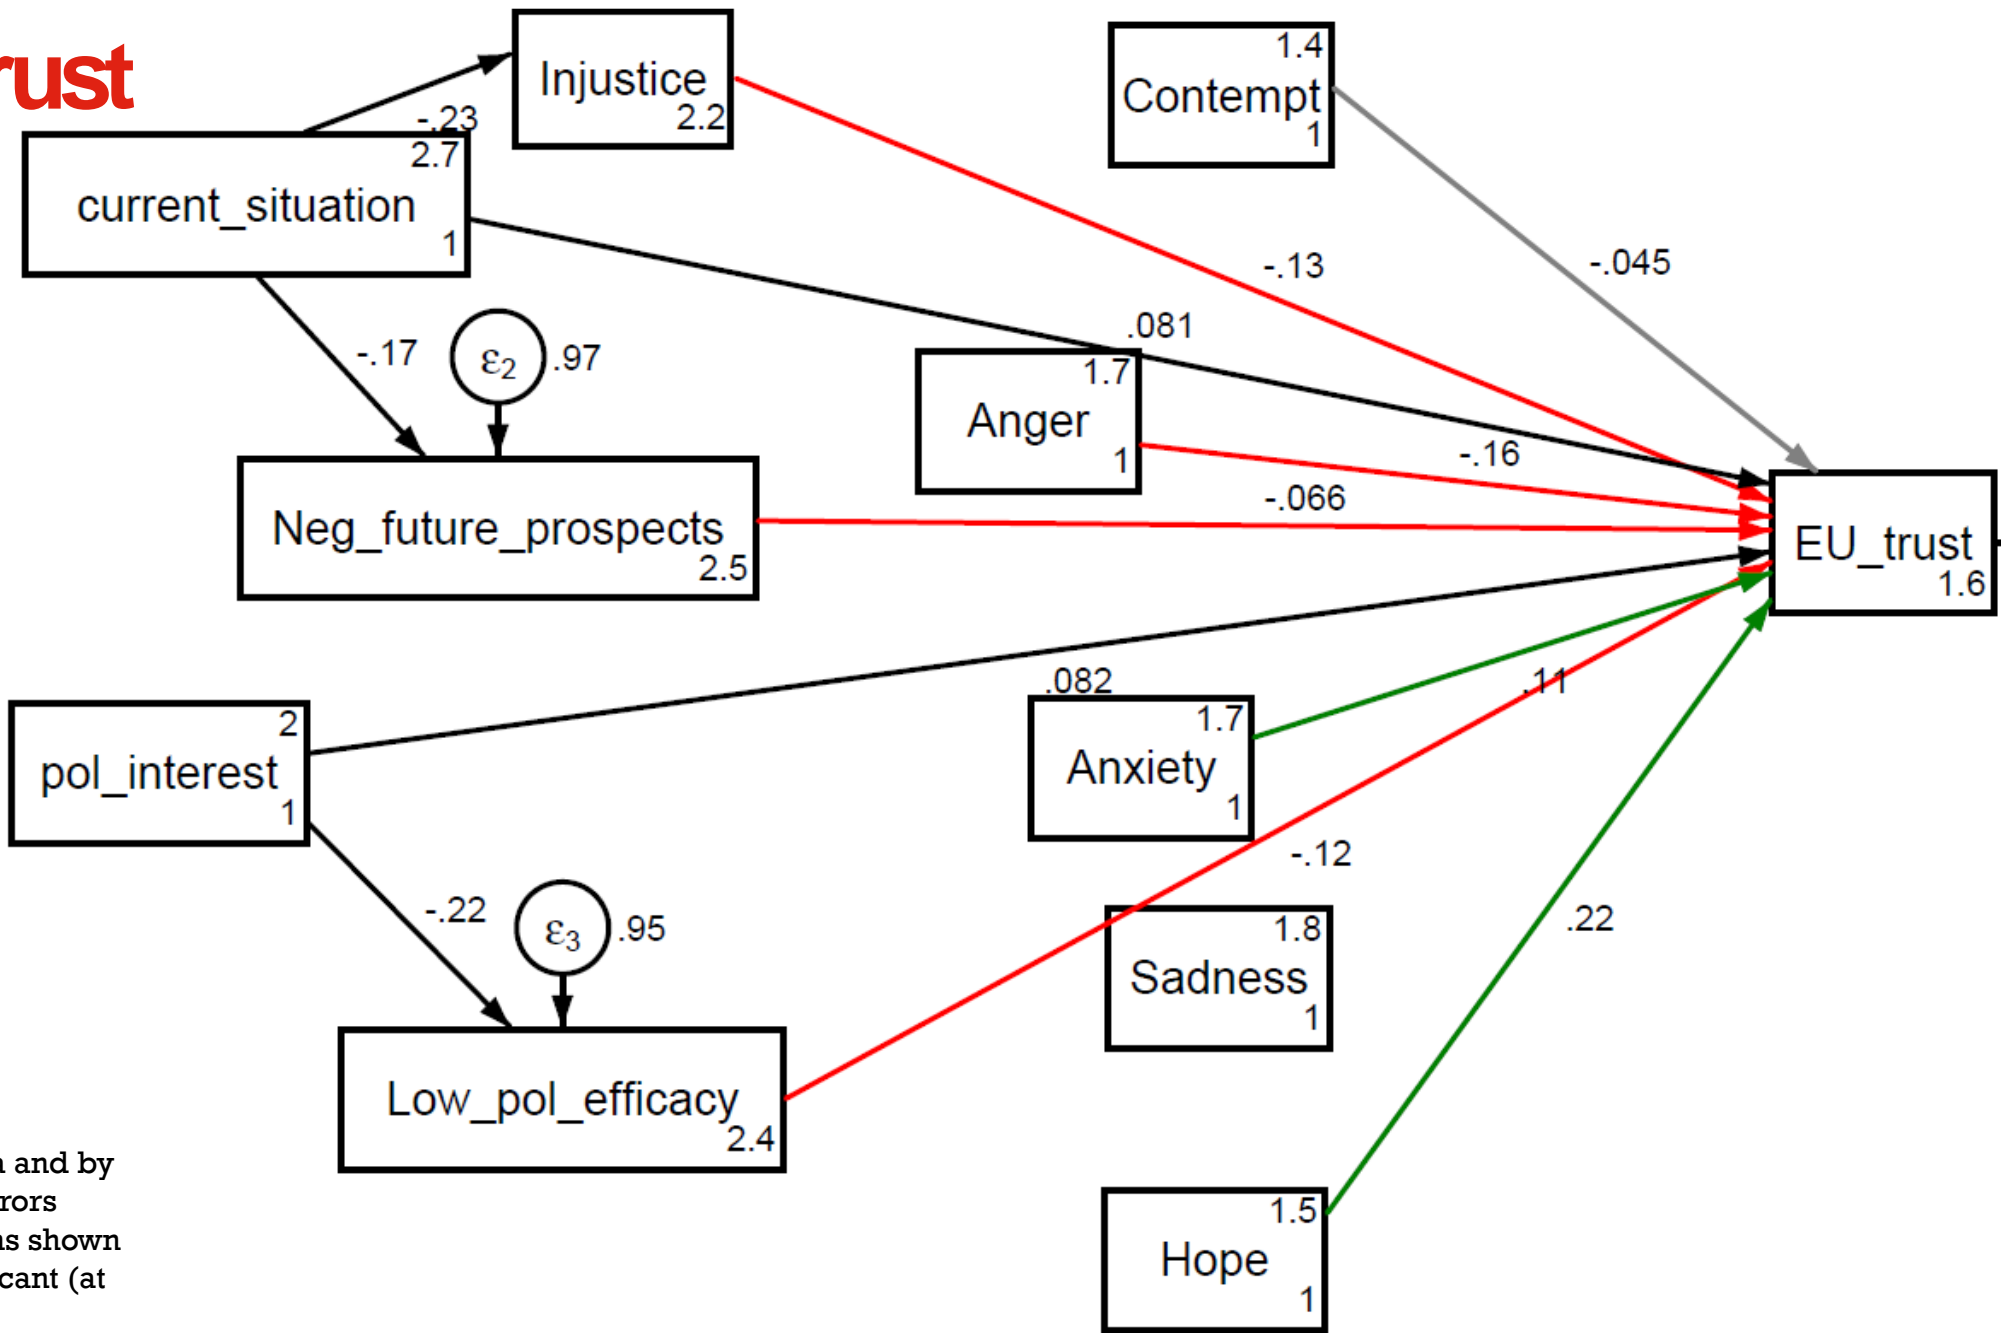 rust
Injustice
2.2
1.4
Contempt
1
-.23
2.7
current_situation
1
-.13
-.045
.081
-.17
ε2
.97
1.7
Anger
1
-.16
-.066
Neg_future_prospects
2.5
EU_trust
1.6
.082
.11
2
pol_interest
1
1.7
Anxiety
1
-.12
-.22
ε3
.95
1.8
Sadness
1
.22
Low_pol_efficacy
2.4
1.5
Hope
1
and by
rors
ns shown
cant (at